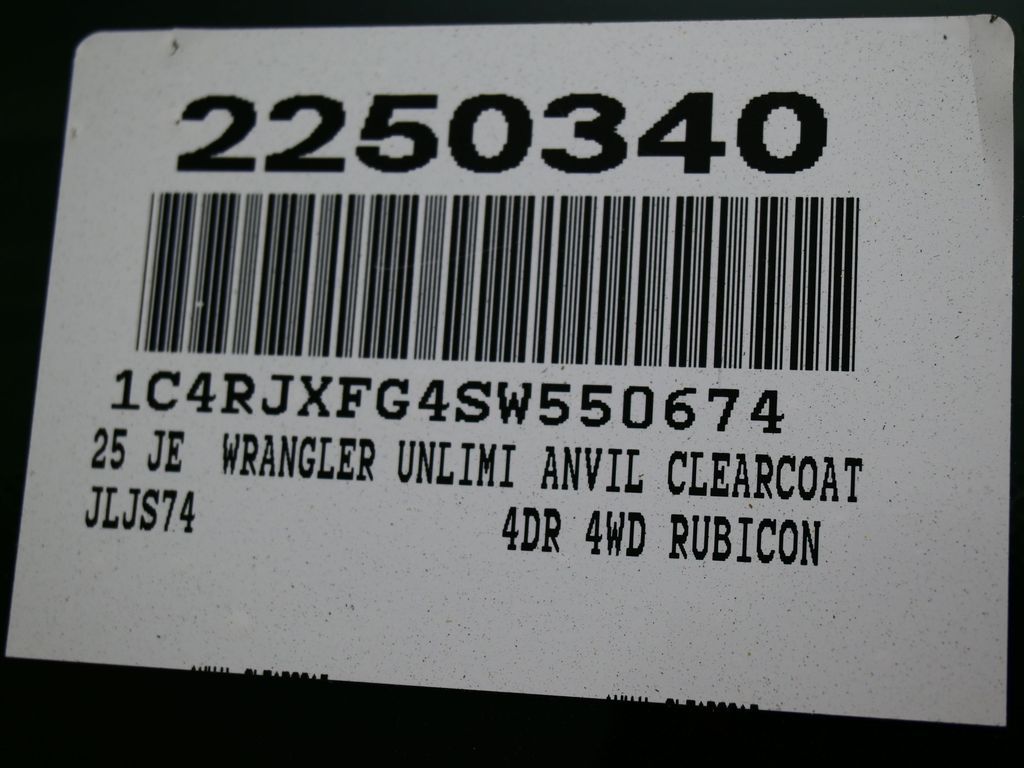 2250340
1C4RJXFG4SW550674
25 JE WRANGLER UNLIMI ANVIL CLEARCOAT
JLJS74 4DR 4WD RUBICON